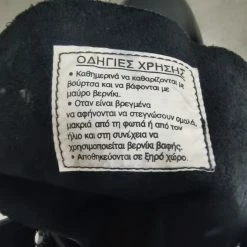 ΟΔΗΓΙΕΣ ΧΡΗΣΗΣ
• Καθημερινά να καθαρίζονται με
βούρτσα και να βάφονται με
μαύρο βερνίκι.
• Οταν είναι βρεγμένα
να αφήνονται να στεγνώσουν ομαλά,
μακριά από τη φωτιά ή από τον
ήλιο και στη συνέχεια να
χρησιμοποιείται βερνίκι βαφής.
• Αποθηκεύονται σε ξηρό χώρο.